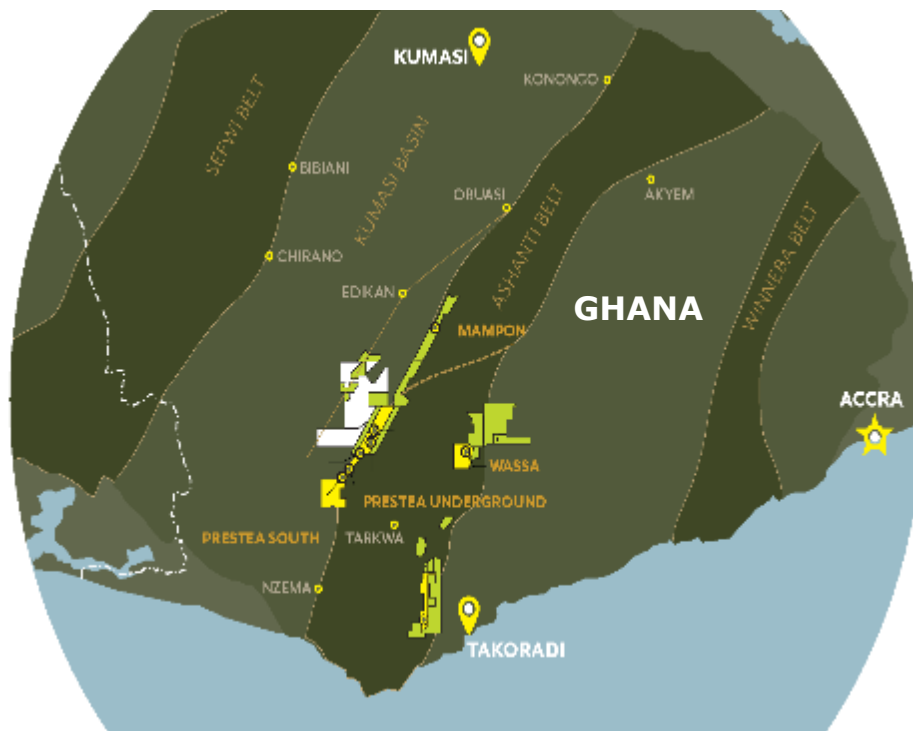 KUMASI
KONONGO
SEFWI BELT
KUMASI BASIN
BIBIANI
OBUASI
AKYEM
ASHANTI BELT
WINNEBA BELT
CHIRANO
EDIKAN
GHANA
MAMPON
ACCRA
WASSA
PRESTEA UNDERGROUND
PRESTEA SOUTH
TARKWA
NZEMA
TAKORADI